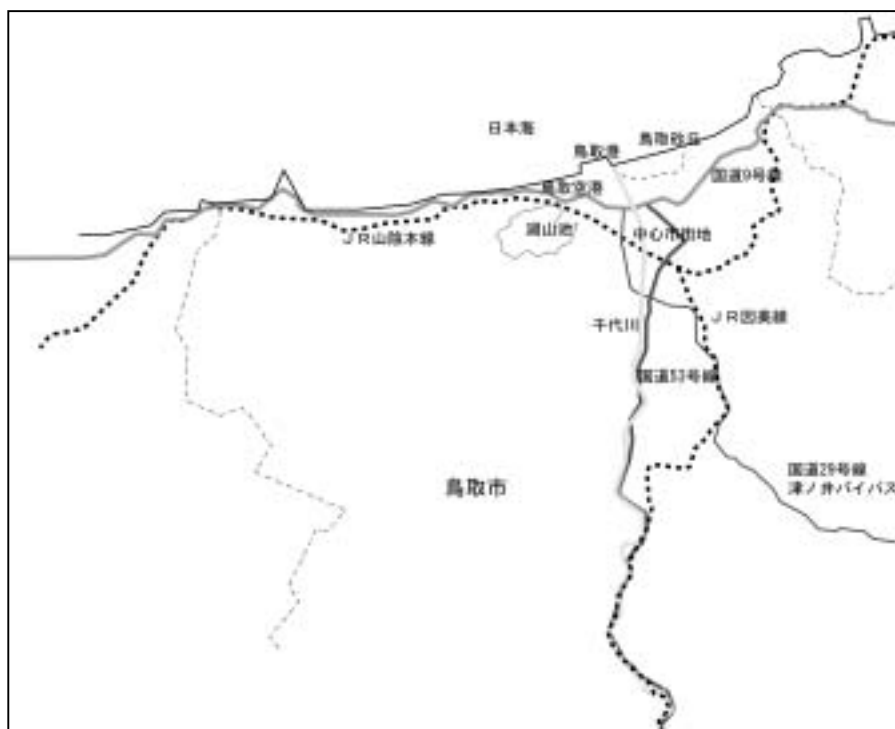 日本海
鳥取砂丘
鳥取港
国道9号線
鳥取空港
湖山池
中心市街地
JR山陰本線
千代川
JR因美線
国道53号線
国道29号線
津ノ井バイパス
鳥取市